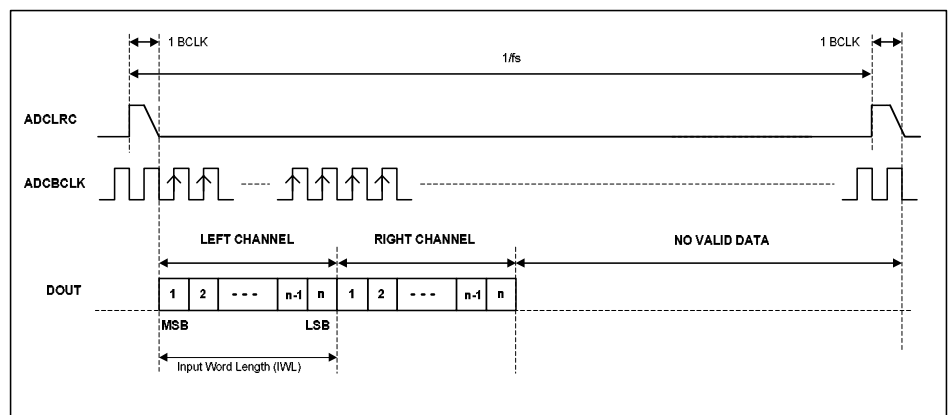 1 BCLK
1 BCLK
1/fs
ADCLRC
ADCBCLK
LEFT CHANNEL
RIGHT CHANNEL
NO VALID DATA
DOUT
1 2 - - - n-1 n 1 2 - - - n-1 n
MSB
LSB
Input Word Length (IWL)